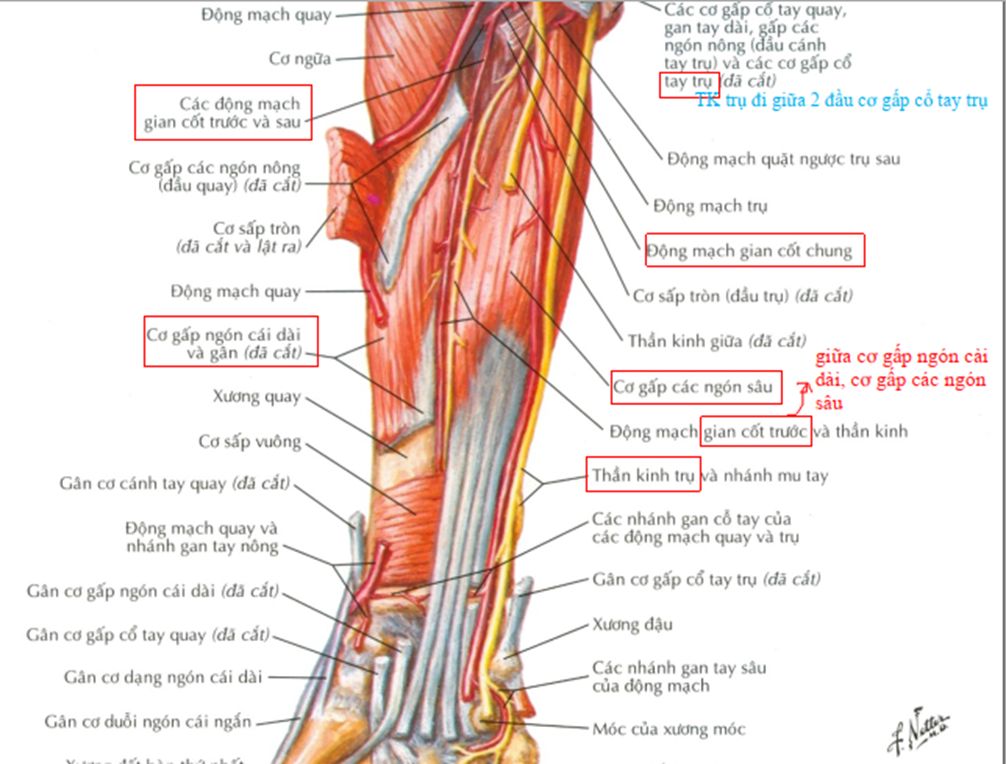 Động mạch quay
Cơ ngữa
Các động mạch
gian cốt trước và sau
Cơ gấp các ngón nông
(đầu quay) (đã cắt)
Cơ sấp tròn
(đã cắt và lật ra)
Động mạch quay
Cơ gấp ngón cái dài
và gân (đã cắt)
Xương quay
Cơ sấp vuông
Gân cơ cánh tay quay (đã cắt)
Động mạch quay và
nhánh gan tay nông
Gân cơ gấp ngón cái dài (đã cắt)
Gân cơ gấp cổ tay quay (đã cắt)
Gân cơ dạng ngón cái dài
Gân cơ duỗi ngón cái ngắn
Các cơ gấp cổ tay quay,
gan tay dài, gấp các
ngón nông (đầu cánh
tay trụ) và các cơ gấp cổ
tay trụ (đã cắt)
TK trụ đi giữa 2 đầu cơ gấp cổ tay trụ
Động mạch quặt ngược trụ sau
Động mạch trụ
Động mạch gian cốt chung
Cơ sấp tròn (đầu trụ) (đã cắt)
Thần kinh giữa (đã cắt)
giữa cơ gấp ngón cái
dài, cơ gấp các ngón
sâu
Cơ gấp các ngón sâu
Động mạch gian cốt trước và thần kinh
Thần kinh trụ và nhánh mu tay
Các nhánh gan cổ tay của
các động mạch quay và trụ
Gân cơ gấp cổ tay trụ (đã cắt)
Xương đậu
Các nhánh gan tay sâu
của động mạch
Móc của xương móc
f. Netter